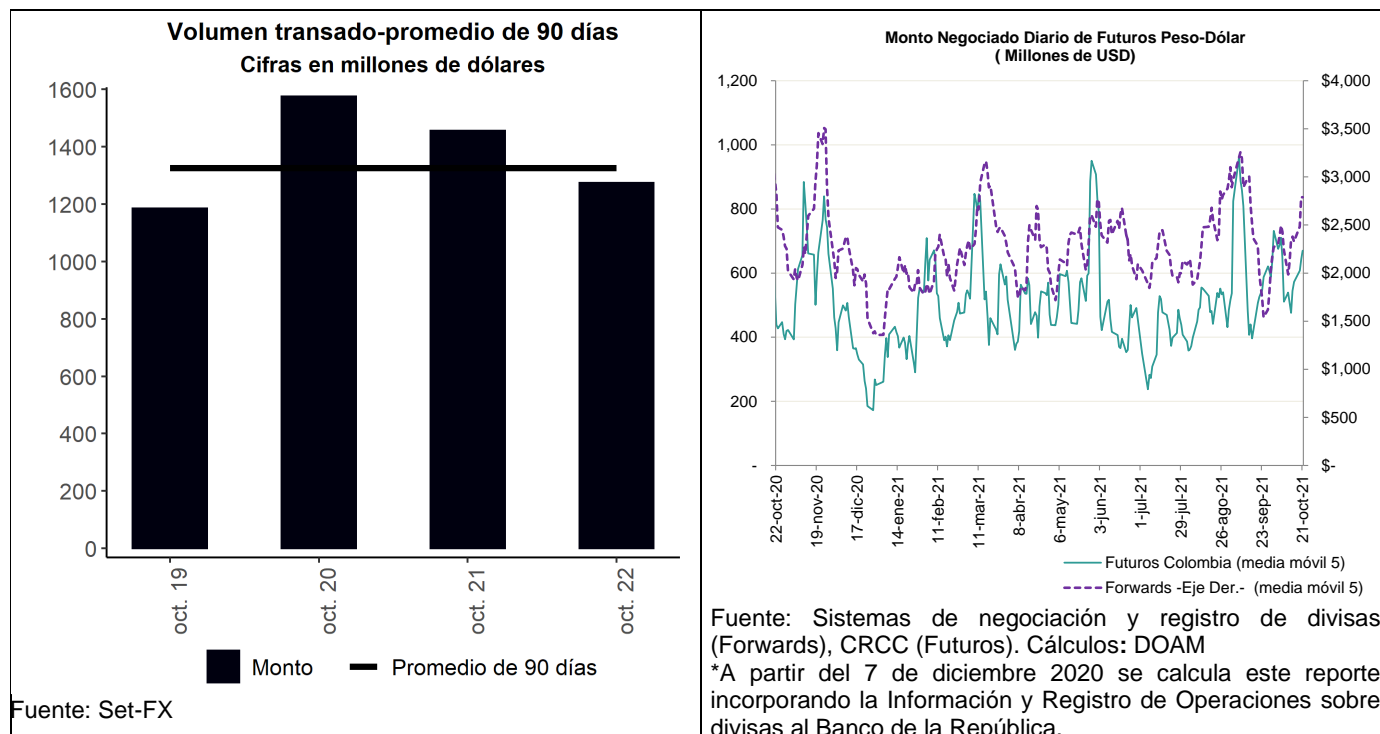 Volumen transado-promedio de 90 días
Cifras en millones de dólares
1600
1400
1200
1000
800
600
400
200
0
oct. 19
oct. 20
oct. 21
oct. 22
Monto
Promedio de 90 días
Fuente: Set-FX
Monto Negociado Diario de Futuros Peso-Dólar
( Millones de USD)
1,200
1,000
800
600
400
200
-
$4,000
$3,500
$3,000
$2,500
$2,000
$1,500
$1,000
$500
$-
22-oct-20
19-nov-20
17-dic-20
14-ene-21
11-feb-21
11-mar-21
8-abr-21
6-may-21
3-jun-21
1-jul-21
29-jul-21
26-ago-21
23-sep-21
21-oct-21
Futuros Colombia (media móvil 5)
Forwards -Eje Der.- (media móvil 5)
Fuente: Sistemas de negociación y registro de divisas
(Forwards), CRCC (Futuros). Cálculos: DOAM
*A partir del 7 de diciembre 2020 se calcula este reporte
incorporando la Información y Registro de Operaciones sobre
divisas al Banco de la República.